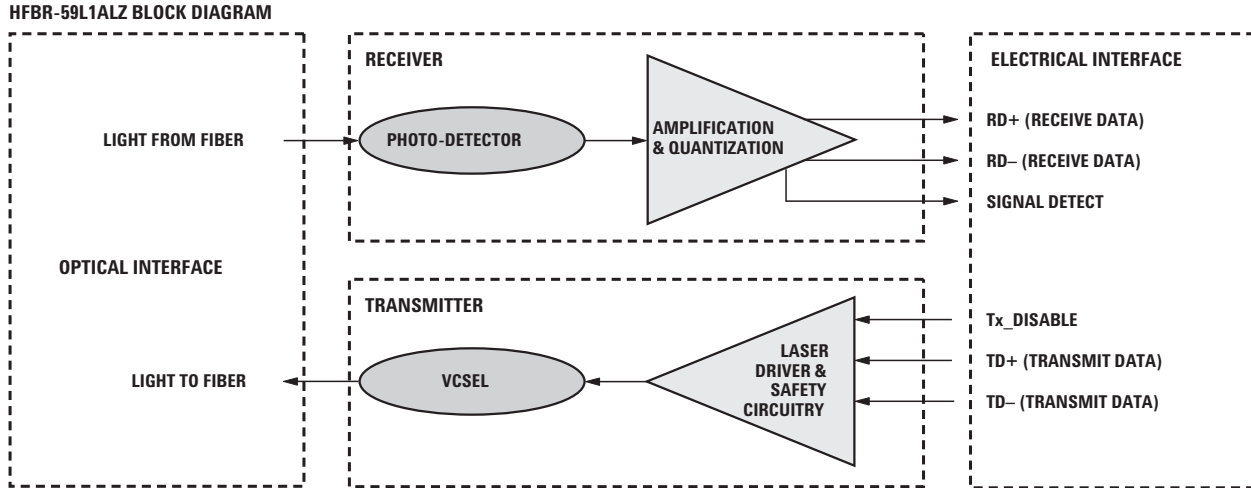 HFBR-59L1ALZ BLOCK DIAGRAM
RECEIVER
ELECTRICAL INTERFACE
LIGHT FROM FIBER
PHOTO-DETECTOR
AMPLIFICATION
& QUANTIZATION
RD+ (RECEIVE DATA)
RD– (RECEIVE DATA)
SIGNAL DETECT
OPTICAL INTERFACE
TRANSMITTER
Tx_DISABLE
LIGHT TO FIBER
VCSEL
LASER
DRIVER &
SAFETY
CIRCUITRY
TD+ (TRANSMIT DATA)
TD– (TRANSMIT DATA)